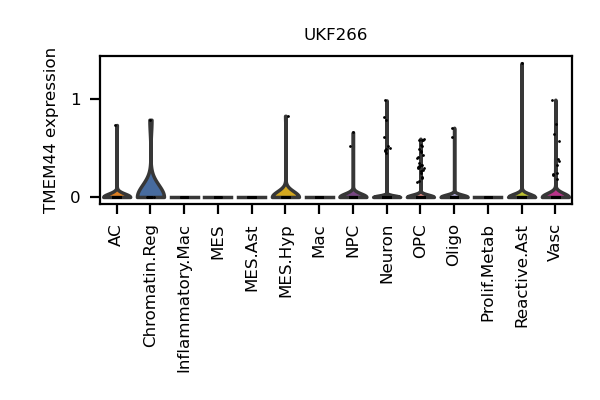 UKF266
TMEM44 expression
1
0
AC
Chromatin.Reg
Inflammatory.Mac
MES
MES.Ast
MES.Hyp
Mac
NPC
Neuron
OPC
Oligo
Prolif.Metab
Reactive.Ast
Vasc